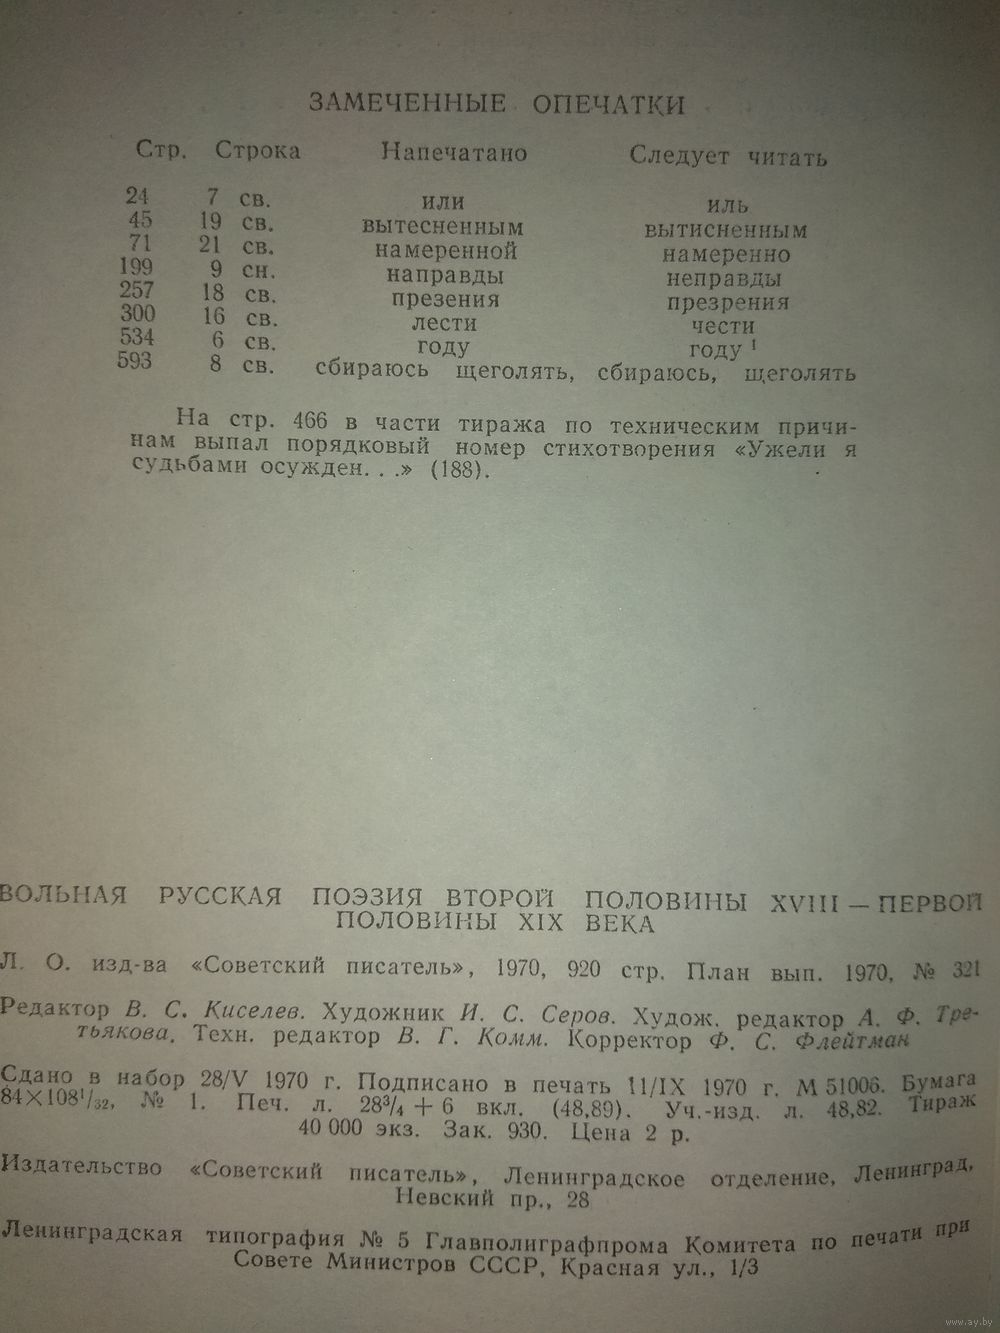 ЗАМЕЧЕННЫЕ ОПЕЧАТКИ
Стр. Строка Напечатано Следует читать
24 7 св. или иль
45 19 св. вытесненным вытисненным
71 21 св. намеренной намеренно
199 9 сн. направды неправды
257 18 св. презения презрения
300 16 св. лести чести
534 6 св. году году ¹
593 8 св. сбираюсь щеголять, сбираюсь, щеголять
На стр. 466 в части тиража по техническим причи-
нам выпал порядковый номер стихотворения «Ужели я
судьбами осужден. . .» (188).
ВОЛЬНАЯ РУССКАЯ ПОЭЗИЯ ВТОРОЙ ПОЛОВИНЫ XVIII — ПЕРВОЙ
ПОЛОВИНЫ XIX ВЕКА
Л. О. изд-ва «Советский писатель», 1970, 920 стр. План вып. 1970, № 321
Редактор В. С. Киселев. Художник И. С. Серов. Худож. редактор А. Ф. Тре-
тьякова. Техн. редактор В. Г. Комм. Корректор Ф. С. Флейтман
Сдано в набор 28/V 1970 г. Подписано в печать 11/IX 1970 г. М 51006. Бумага
84×108¹/₃₂, № 1. Печ. л. 28³/₄ + 6 вкл. (48,89). Уч.-изд. л. 48,82. Тираж
40 000 экз. Зак. 930. Цена 2 р.
Издательство «Советский писатель», Ленинградское отделение, Ленинград,
Невский пр., 28
Ленинградская типография № 5 Главполиграфпрома Комитета по печати при
Совете Министров СССР, Красная ул., 1/3
www.ay.by